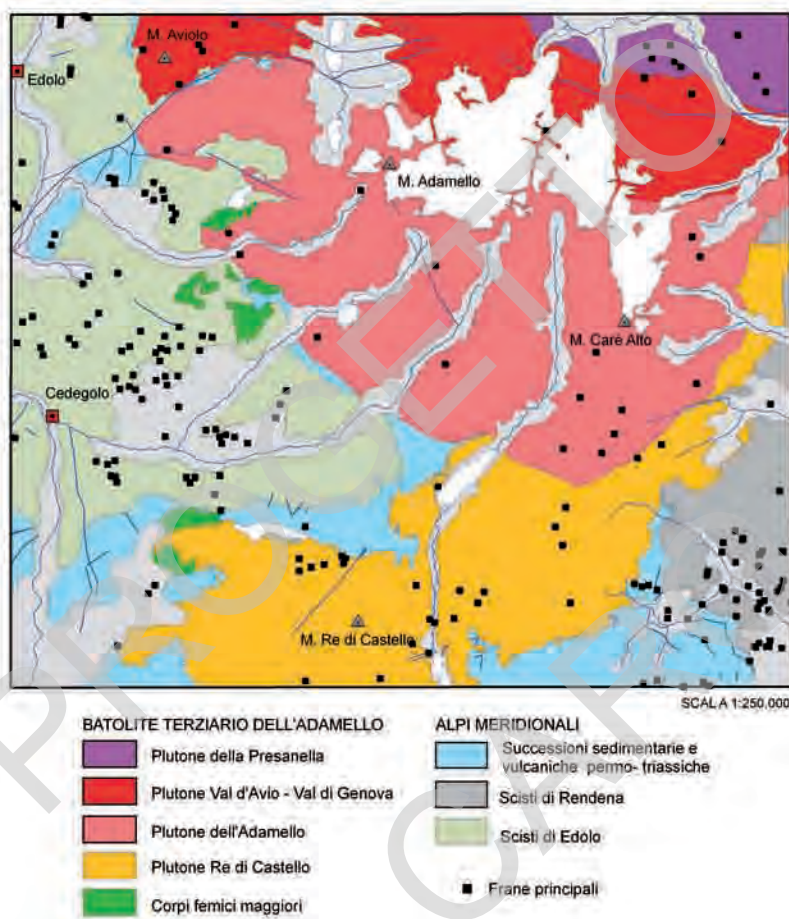 M. Aviolo
Edolo
M. Adamello
M. Carè Alto
Cedegolo
M. Re di Castello
SCALA 1:250.000
BATOLITE TERZIARIO DELL'ADAMELLO
Plutone della Presanella
Plutone Val d'Avio - Val di Genova
Plutone dell'Adamello
Plutone Re di Castello
Corpi femici maggiori
ALPI MERIDIONALI
Successioni sedimentarie e
vulcaniche permo- triassiche
Scisti di Rendena
Scisti di Edolo
Frane principali
PROGETTO